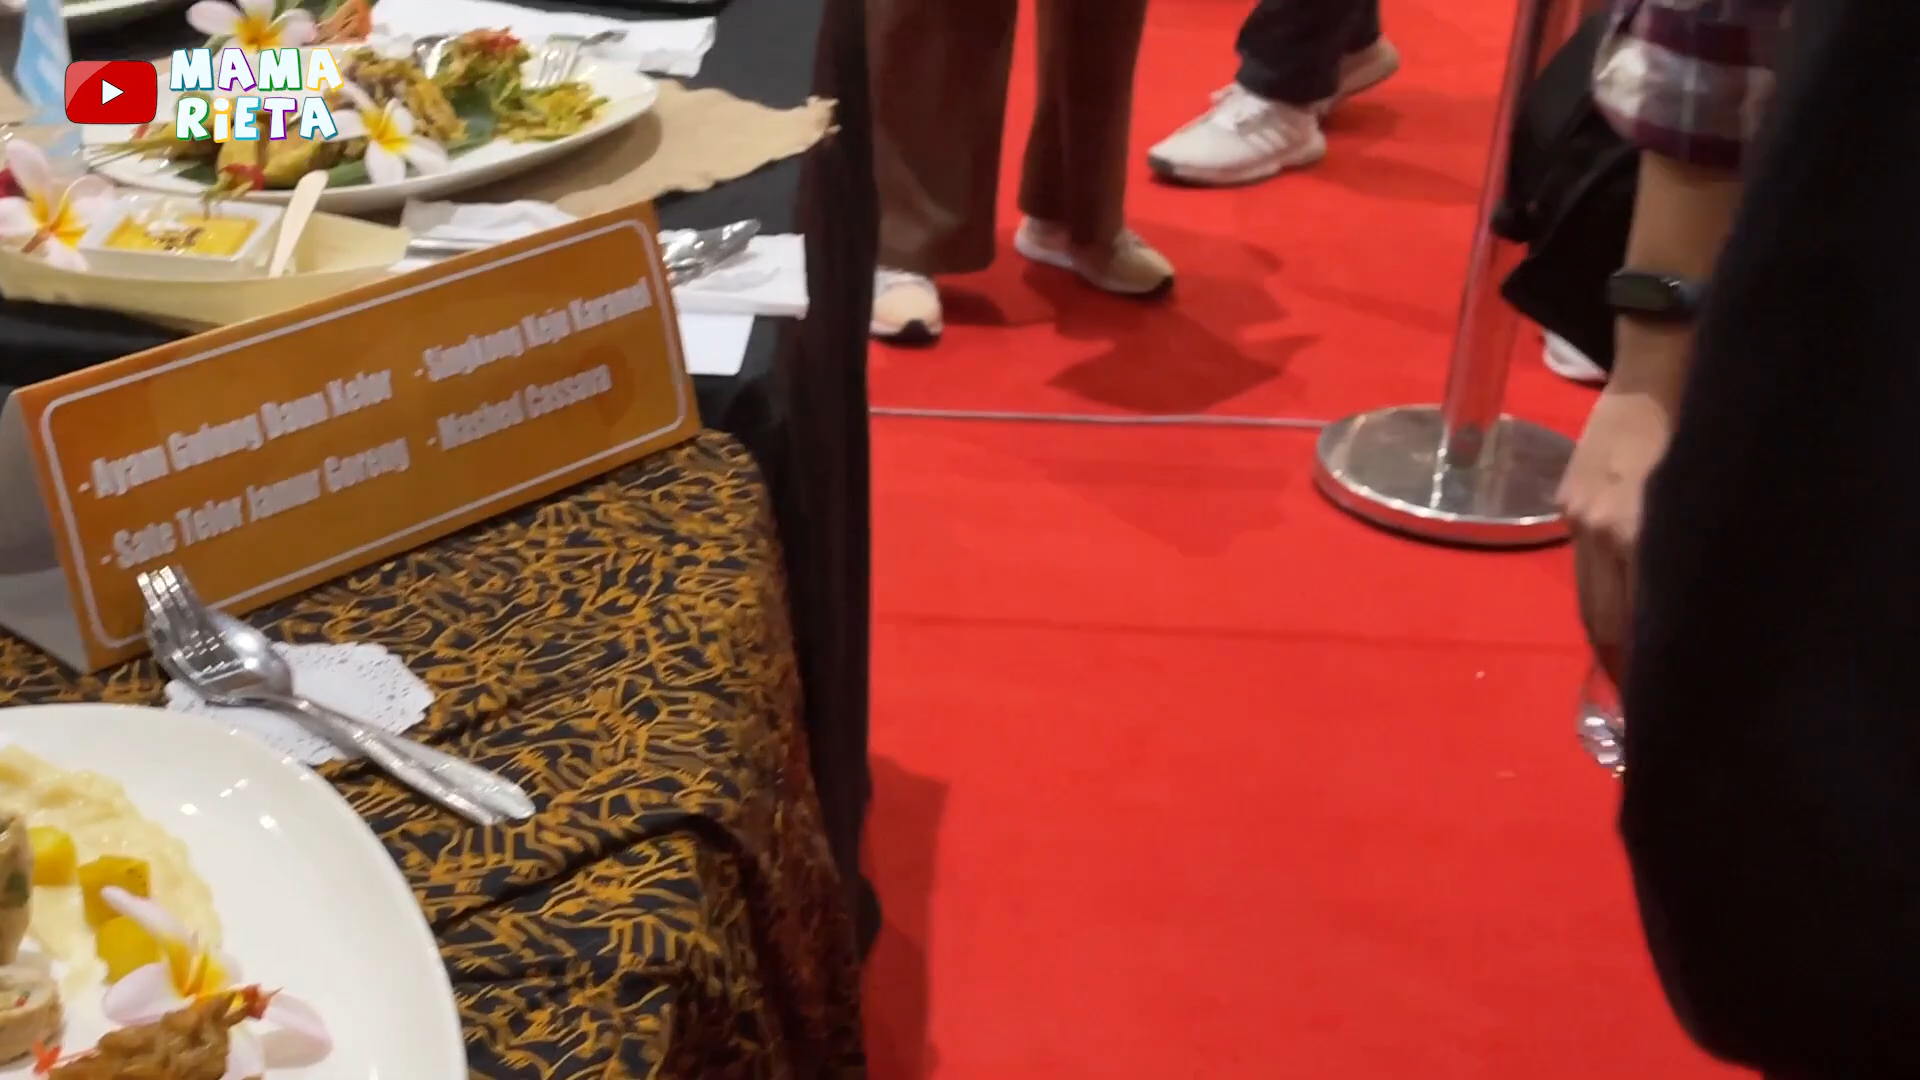 MAMA
RiETA
- Ayam Gulung Daun Kelor
- Sate Telor Jamur Goreng
- Singkong Keju Karamel
- Mashed Cassava